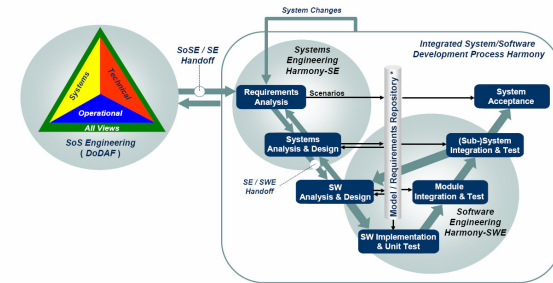 System Changes
SoSE / SE
Handoff
Systems
Engineering
Harmony-SE
Integrated System/Software
Development Process Harmony
Systems
Technical
Operational
All Views
SoS Engineering
( DoDAF )
Requirements
Analysis
Scenarios
Model / Requirements Repository *
System
Acceptance
Systems
Analysis & Design
(Sub-)System
Integration & Test
SE / SWE
Handoff
SW
Analysis & Design
Module
Integration & Test
Software
Engineering
Harmony-SWE
SW Implementation
& Unit Test